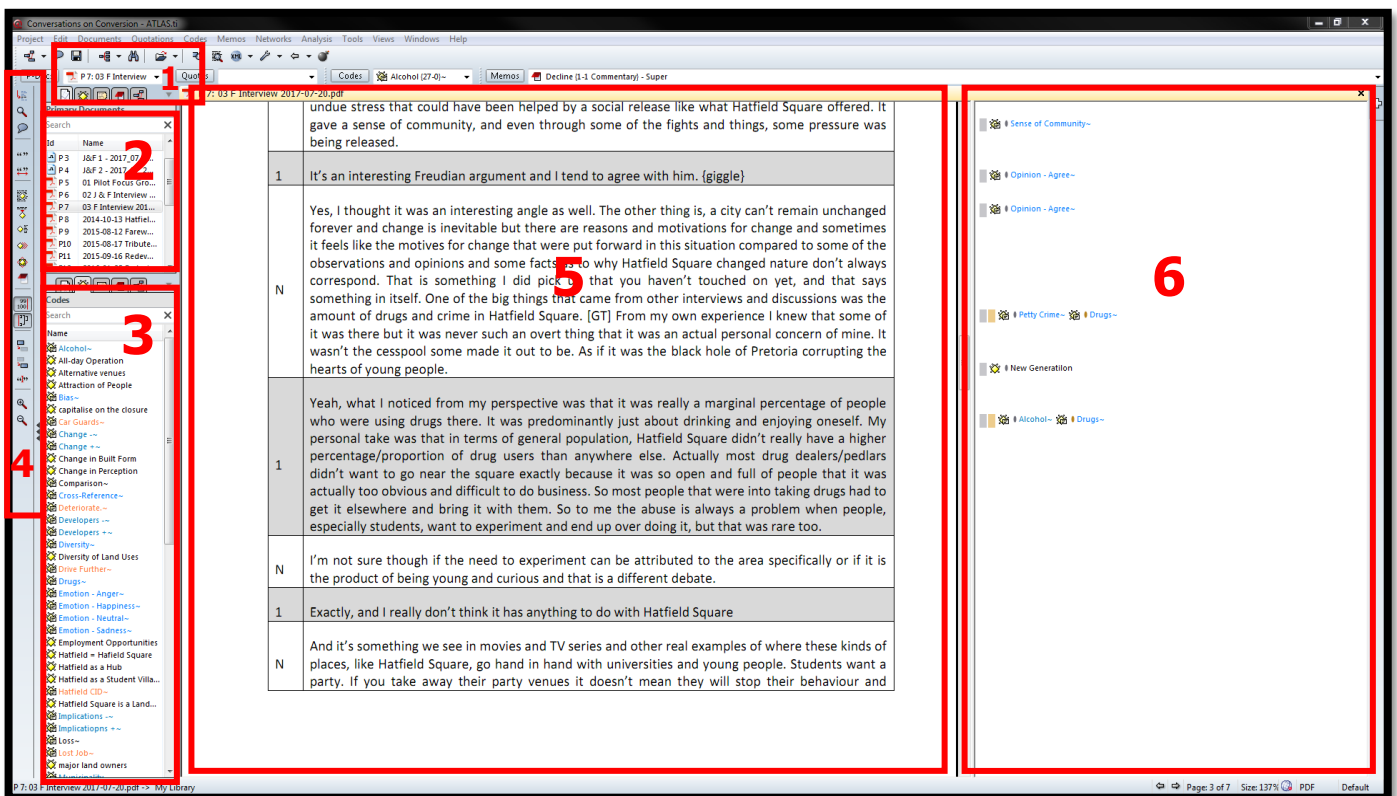 Conversations on Conversion - ATLAS.ti
Project Edit Documents Quotations Codes Memos Networks Analysis Tools Views Windows Help
P 7: 03 F Interview Quotes Codes Alcohol (27-0)~ Memos Decline (1-1 Commentary) - Super
1
P 7: 03 F Interview 2017-07-20.pdf
Primary Documents
Search
Id Name
P 3 J&F 1 - 2017_07
P 4 J&F 2 - 2017
P 5 01 Pilot Focus Gro...
P 6 02 J & F Interview ...
P 7 03 F Interview 201...
P 8 2014-10-13 Hatfiel...
P 9 2015-08-12 Farew...
P10 2015-08-17 Tribute...
P11 2015-09-16 Redev...
2
Codes
Search
Name
Alcohol~
All-day Operation
Alternative venues
Attraction of People
Bias~
capitalise on the closure
Car Guards~
Change -~
Change +~
Change in Built Form
Change in Perception
Comparison~
Cross-Reference~
Deteriorate ~
Developers -~
Developers +~
Diversity~
Diversity of Land Uses
Drive Further~
Drugs~
Emotion - Anger~
Emotion - Happiness~
Emotion - Neutral~
Emotion - Sadness~
Employment Opportunities
Hatfield = Hafield Square
Hatfield as a Hub
Hatfield as a Student Villa...
Hatfield CID~
Hatfield Square is a Land...
Implications -~
Implicatiopns +~
Loss~
Lost Job~
major land owners
Municipality
3
4
undue stress that could have been helped by a social release like what Hatfield Square offered. It
gave a sense of community, and even through some of the fights and things, some pressure was
being released.
1 It's an interesting Freudian argument and I tend to agree with him. {giggle}
Yes, I thought it was an interesting angle as well. The other thing is, a city can't remain unchanged
forever and change is inevitable but there are reasons and motivations for change and sometimes
it feels like the motives for change that were put forward in this situation compared to some of the
observations and opinions and some facts as to why Hatfield Square changed nature don't always
correspond. That is something I did pick up that you haven't touched on yet, and that says
N something in itself. One of the big things that came from other interviews and discussions was the
amount of drugs and crime in Hatfield Square. [GT] From my own experience I knew that some of
it was there but it was never such an overt thing that it was an actual personal concern of mine. It
wasn't the cesspool some made it out to be. As if it was the black hole of Pretoria corrupting the
hearts of young people.
Yeah, what I noticed from my perspective was that it was really a marginal percentage of people
who were using drugs there. It was predominantly just about drinking and enjoying oneself. My
personal take was that in terms of general population, Hatfield Square didn't really have a higher
1 percentage/proportion of drug users than anywhere else. Actually most drug dealers/pedlars
didn't want to go near the square exactly because it was so open and full of people that it was
actually too obvious and difficult to do business. So most people that were into taking drugs had to
get it elsewhere and bring it with them. So to me the abuse is always a problem when people,
especially students, want to experiment and end up over doing it, but that was rare too.
N I'm not sure though if the need to experiment can be attributed to the area specifically or if it is
the product of being young and curious and that is a different debate.
1 Exactly, and I really don't think it has anything to do with Hatfield Square
And it's something we see in movies and TV series and other real examples of where these kinds of
N places, like Hatfield Square, go hand in hand with universities and young people. Students want a
party. If you take away their party venues it doesn't mean they will stop their behaviour and
5
Sense of Community~
Opinion - Agree~
Opinion - Agree~
Petty Crime~ Drugs~
New Generatilon
Alcohol~ Drugs~
6
P 7: 03 F Interview 2017-07-20.pdf -> My Library
Page: 3 of 7 Size: 137% PDF Default